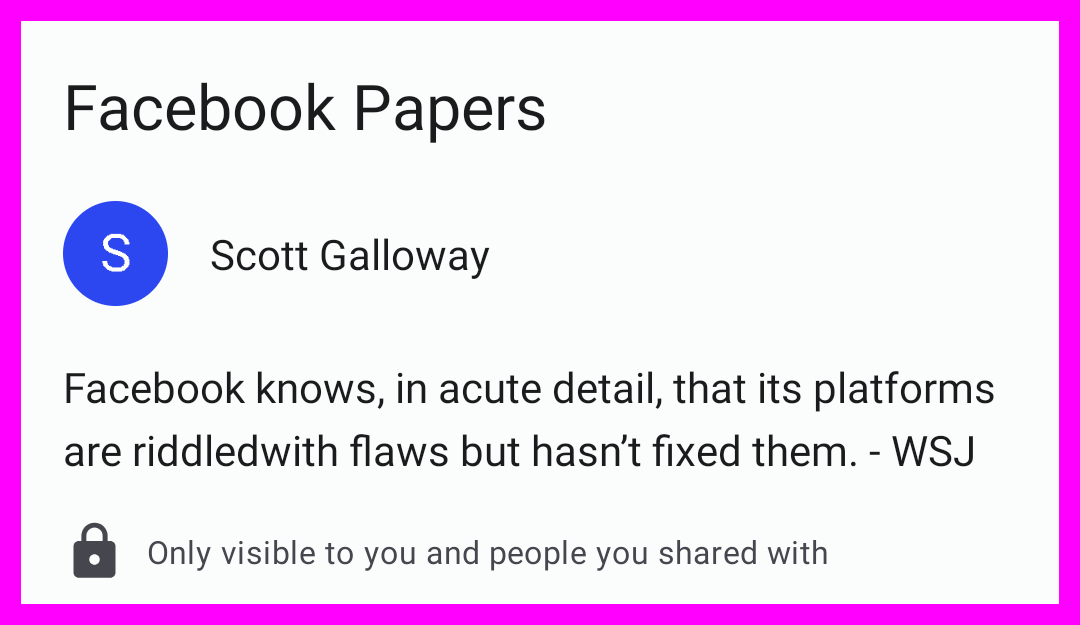 Facebook Papers
S
Scott Galloway
Facebook knows, in acute detail, that its platforms
are riddledwith flaws but hasn’t fixed them. - WSJ
Only visible to you and people you shared with